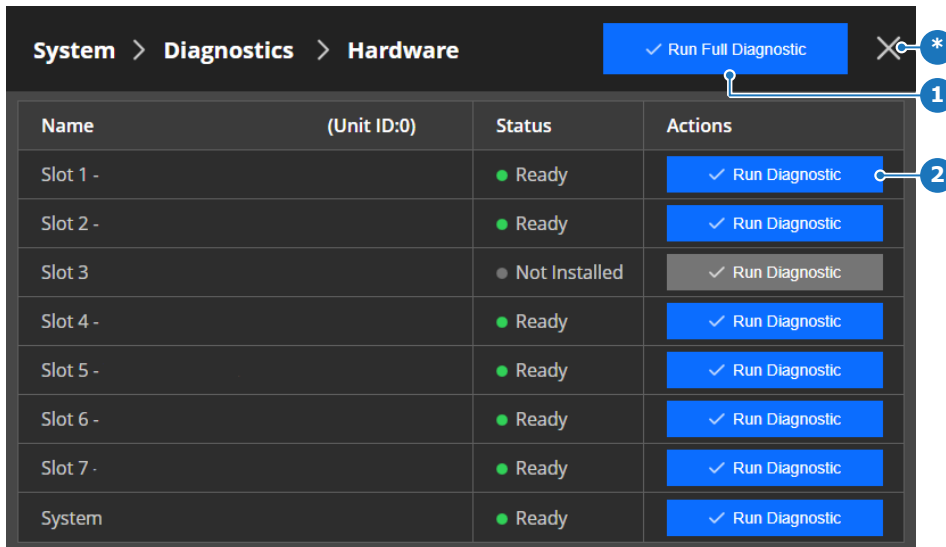 System > Diagnostics > Hardware
Run Full Diagnostic
*
1
Name (Unit ID:0) Status Actions
Slot 1 - Ready Run Diagnostic
2
Slot 2 - Ready Run Diagnostic
Slot 3 Not Installed Run Diagnostic
Slot 4 - Ready Run Diagnostic
Slot 5 - Ready Run Diagnostic
Slot 6 - Ready Run Diagnostic
Slot 7 - Ready Run Diagnostic
System Ready Run Diagnostic